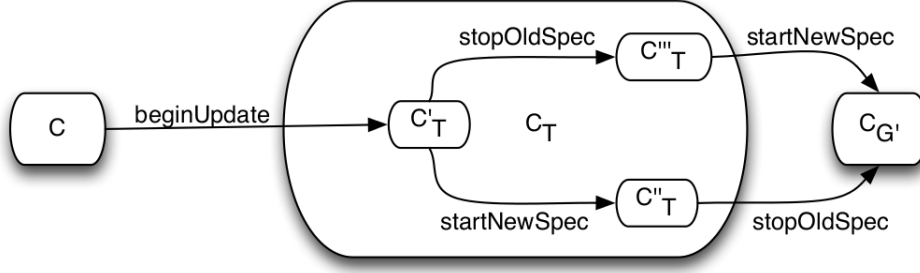 stopOldSpec
C'''T
startNewSpec
C
beginUpdate
C'T
CT
CG'
startNewSpec
C''T
stopOldSpec